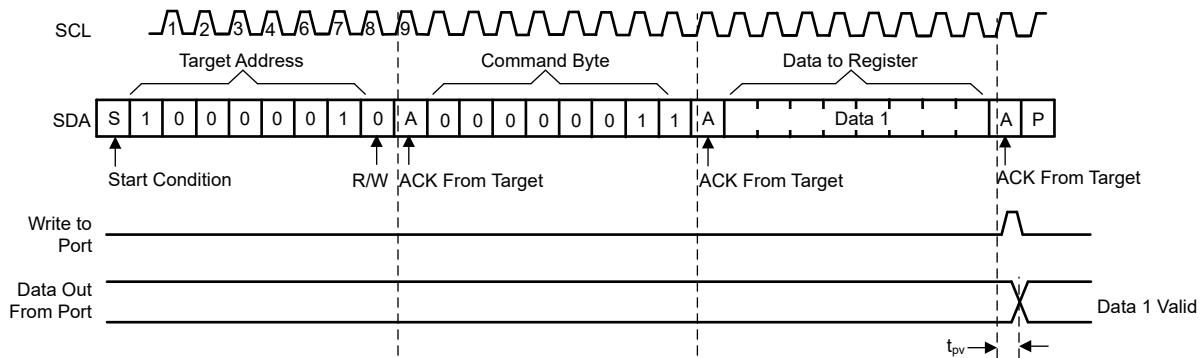 SCL 1 2 3 4 6 7 8 9
Target Address Command Byte Data to Register
SDA S 1 0 0 0 0 0 1 0 A 0 0 0 0 0 0 1 1 A Data 1 A P
Start Condition R/W ACK From Target ACK From Target ACK From Target
Write to
Port
Data Out
From Port
Data 1 Valid
tpv